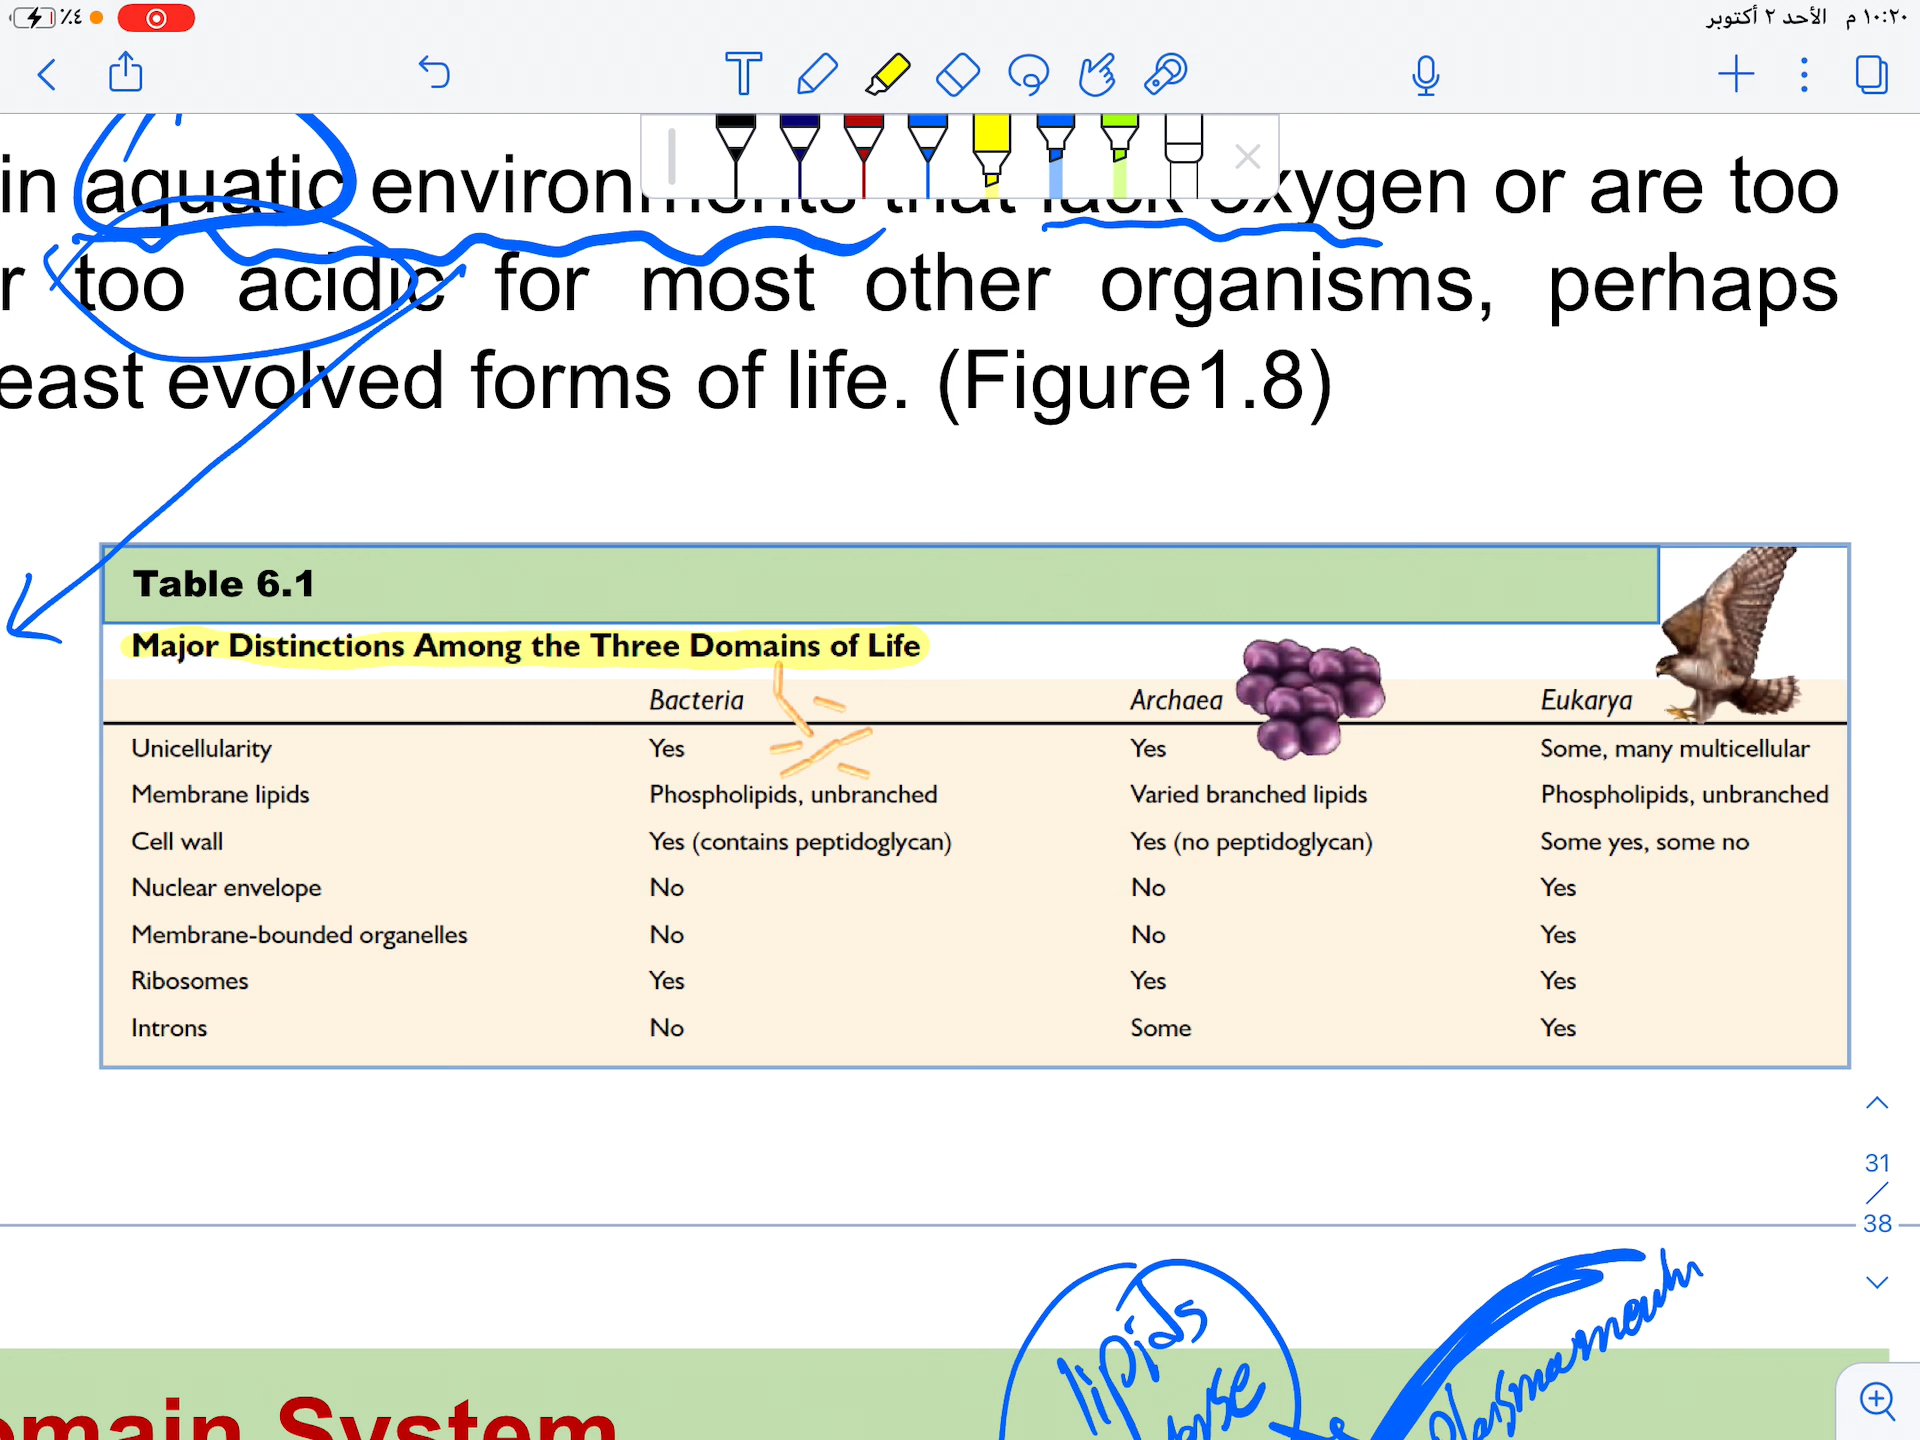 ٪٤
١٠:٢٠ م الأحد ٢ أكتوبر
in aquatic environments that lack oxygen or are too
r too acidic for most other organisms, perhaps
east evolved forms of life. (Figure1.8)
Table 6.1
Major Distinctions Among the Three Domains of Life
Bacteria Archaea Eukarya
Unicellularity Yes Yes Some, many multicellular
Membrane lipids Phospholipids, unbranched Varied branched lipids Phospholipids, unbranched
Cell wall Yes (contains peptidoglycan) Yes (no peptidoglycan) Some yes, some no
Nuclear envelope No No Yes
Membrane-bounded organelles No No Yes
Ribosomes Yes Yes Yes
Introns No Some Yes
31
/
38
lipids
omain System